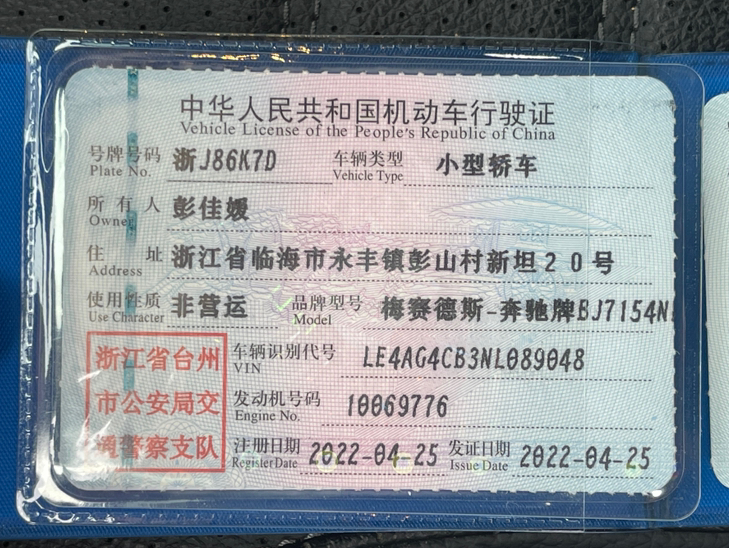 中华人民共和国机动车行驶证
Vehicle License of the People's Republic of China
号牌号码 浙J86K7D 车辆类型 小型轿车
Plate No. Vehicle Type
所有人 彭佳媛
Owner
住址 浙江省临海市永丰镇彭山村新坦20号
Address
使用性质 非营运 品牌型号 梅赛德斯-奔驰牌BJ7154N
Use Character Model
浙江省台州 车辆识别代号 LE4AG4CB3NL089048
VIN
市公安局交 发动机号码 10069776
Engine No.
通警察支队 注册日期 2022-04-25 发证日期 2022-04-25
Register Date Issue Date